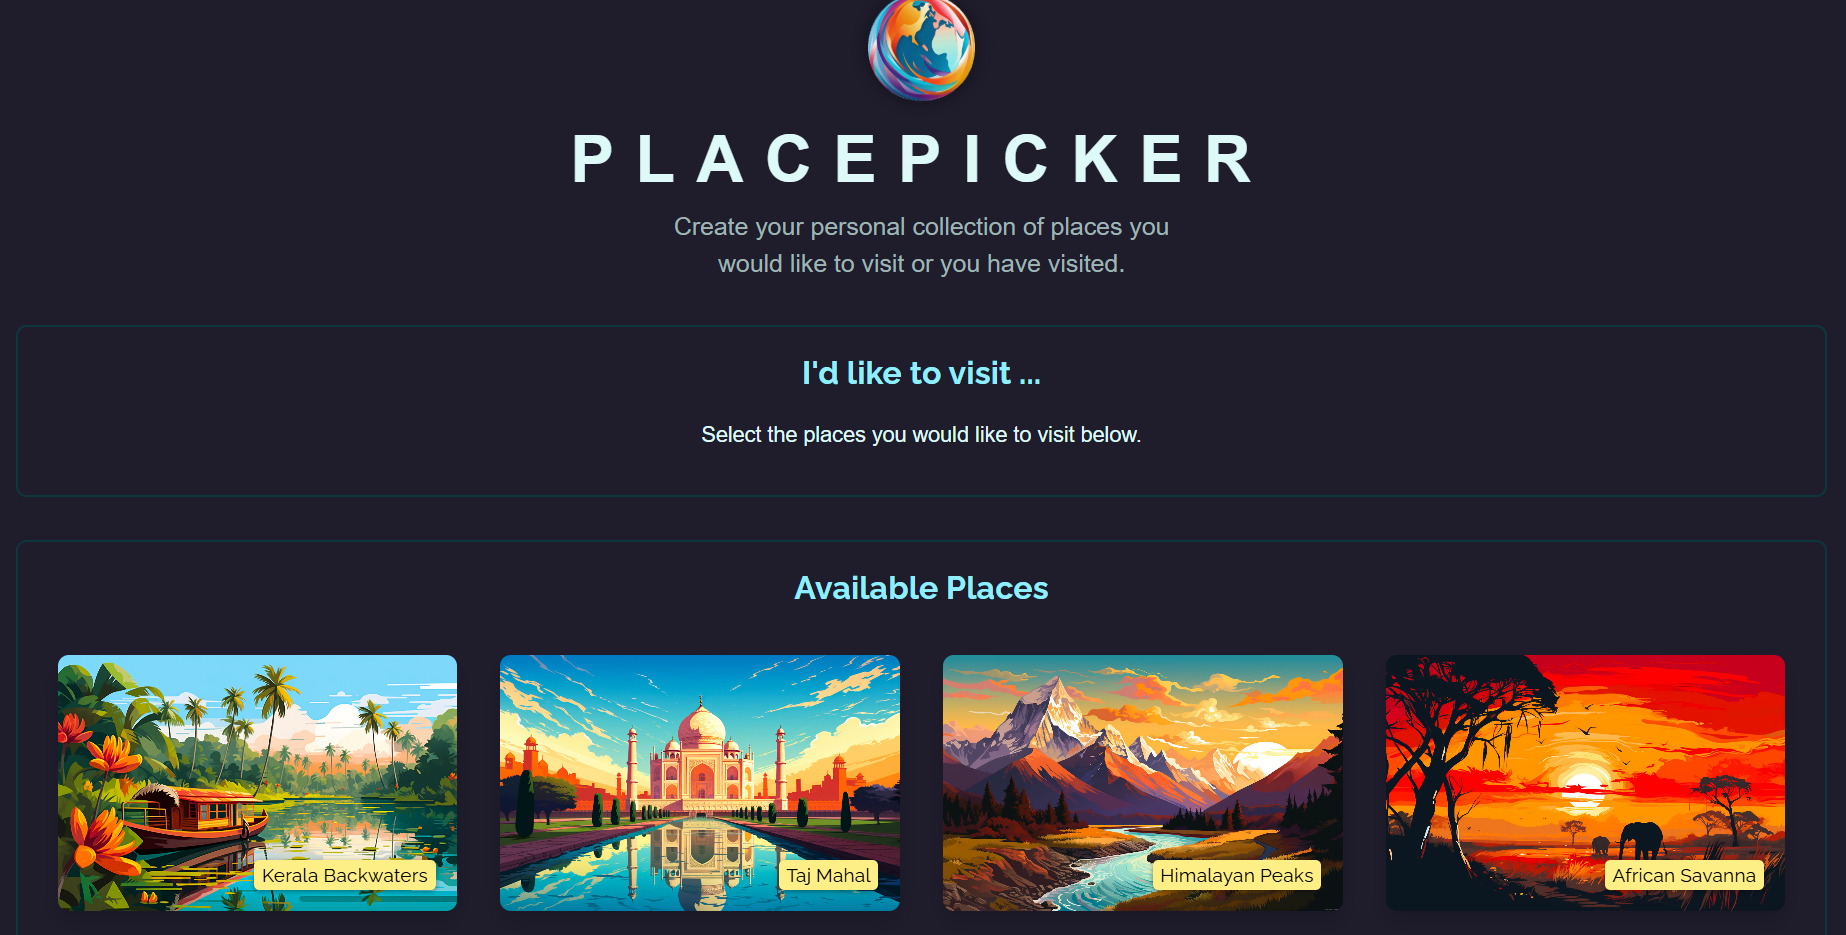 PLACEPICKER
Create your personal collection of places you
would like to visit or you have visited.
I'd like to visit ...
Select the places you would like to visit below.
Available Places
Kerala Backwaters
Taj Mahal
Himalayan Peaks
African Savanna